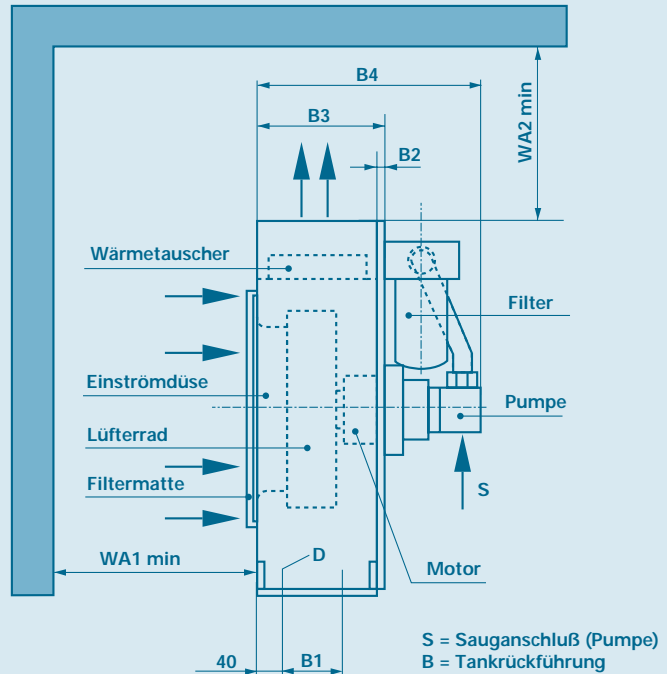 B4
B3
WA2 min
B2
Wärmetauscher
Filter
Einströmdüse
Pumpe
Lüfterrad
Filtermatte
S
WA1 min
D
Motor
40
B1
S = Sauganschluß (Pumpe)
B = Tankrückführung